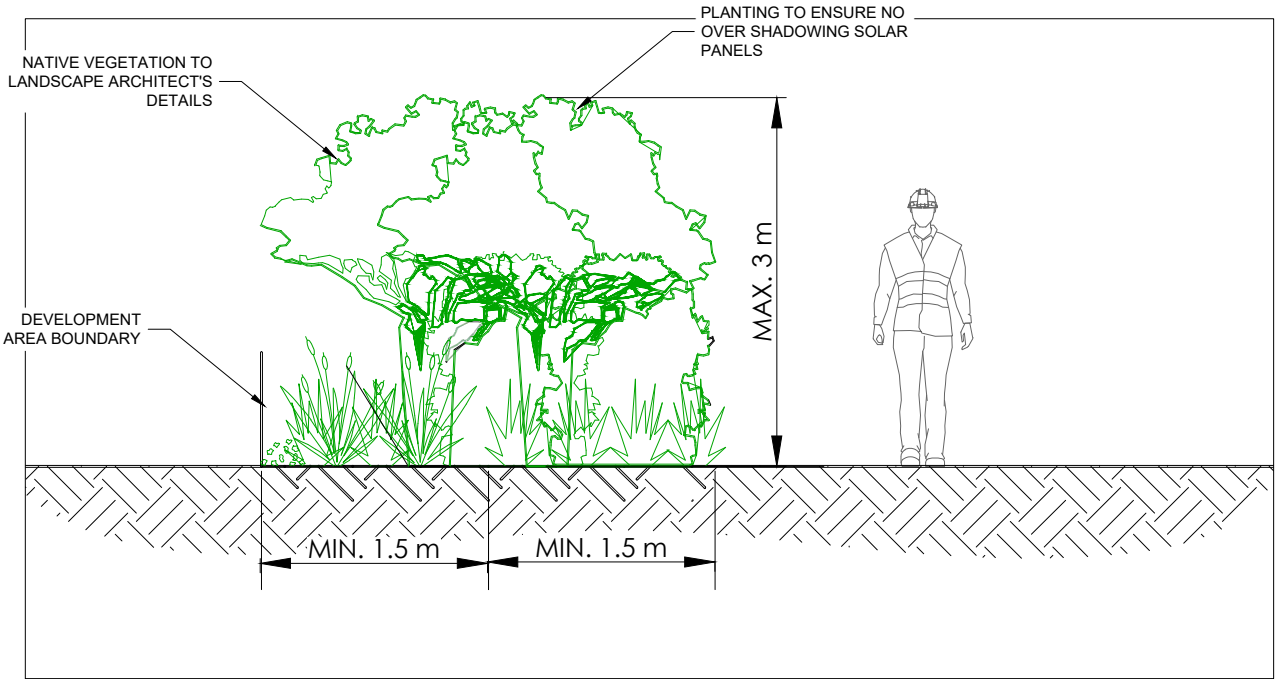 PLANTING TO ENSURE NO
OVER SHADOWING SOLAR
PANELS
NATIVE VEGETATION TO
LANDSCAPE ARCHITECT'S
DETAILS
MAX. 3 m
DEVELOPMENT
AREA BOUNDARY
MIN. 1.5 m
MIN. 1.5 m